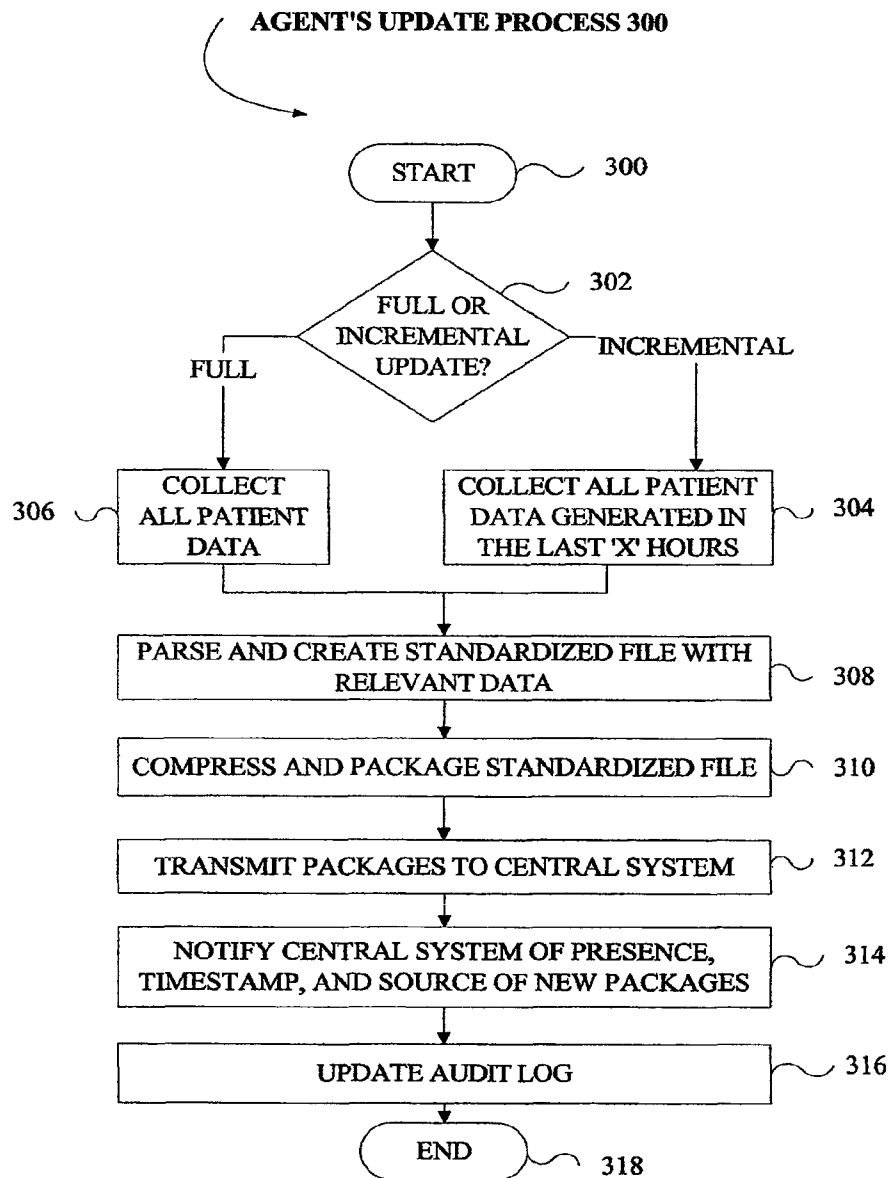 AGENT'S UPDATE PROCESS 300
START
300
302
FULL OR
INCREMENTAL
UPDATE?
FULL
INCREMENTAL
306
COLLECT
ALL PATIENT
DATA
COLLECT ALL PATIENT
DATA GENERATED IN
THE LAST 'X' HOURS
304
PARSE AND CREATE STANDARDIZED FILE WITH
RELEVANT DATA
308
COMPRESS AND PACKAGE STANDARDIZED FILE
310
TRANSMIT PACKAGES TO CENTRAL SYSTEM
312
NOTIFY CENTRAL SYSTEM OF PRESENCE,
TIMESTAMP, AND SOURCE OF NEW PACKAGES
314
UPDATE AUDIT LOG
316
END
318